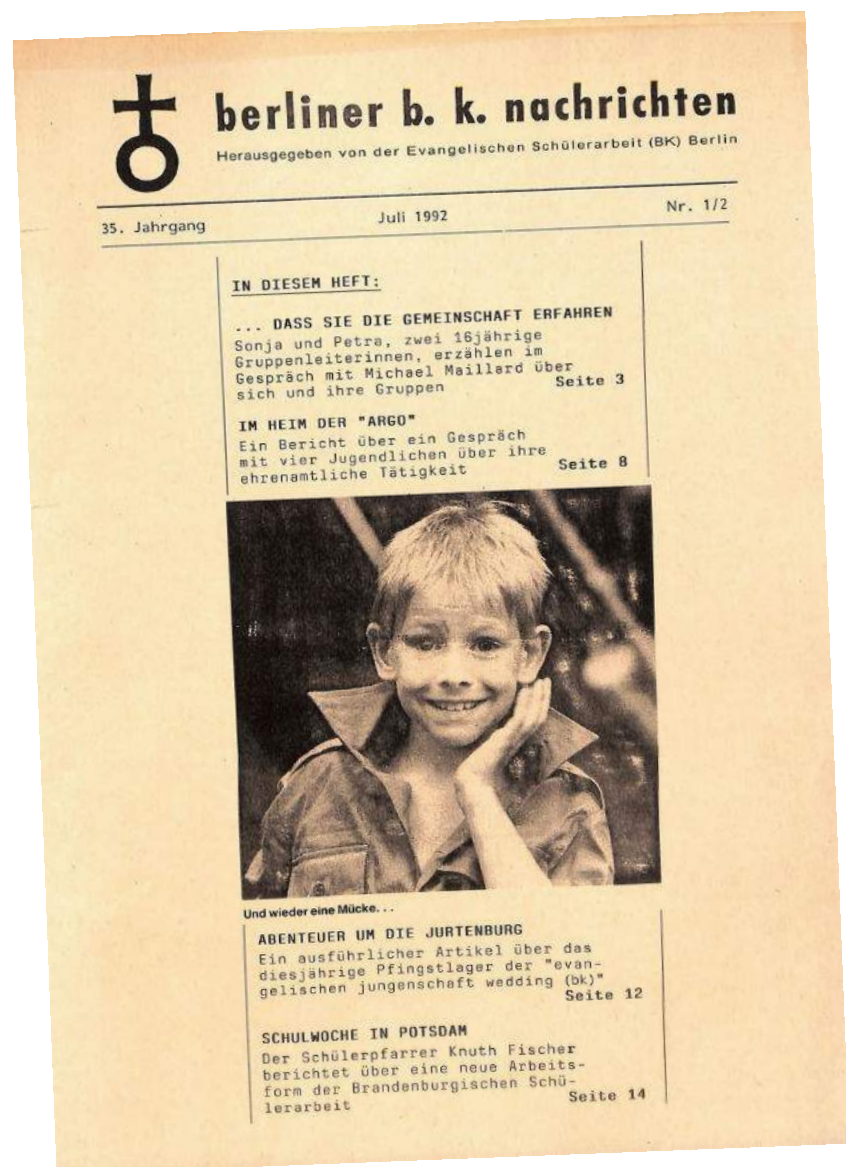 berliner b. k. nachrichten
Herausgegeben von der Evangelischen Schülerarbeit (BK) Berlin
35. Jahrgang Juli 1992 Nr. 1/2
IN DIESEM HEFT:
... DASS SIE DIE GEMEINSCHAFT ERFAHREN
Sonja und Petra, zwei 16jährige
Gruppenleiterinnen, erzählen im
Gespräch mit Michael Maillard über
sich und ihre Gruppen Seite 3
IM HEIM DER "ARGO"
Ein Bericht über ein Gespräch
mit vier Jugendlichen über ihre
ehrenamtliche Tätigkeit Seite 8
Und wieder eine Mücke...
ABENTEUER UM DIE JURTENBURG
Ein ausführlicher Artikel über das
diesjährige Pfingstlager der "evan-
gelischen jungenschaft wedding (bk)"
Seite 12
SCHULWOCHE IN POTSDAM
Der Schülerpfarrer Knuth Fischer
berichtet über eine neue Arbeits-
form der Brandenburgischen Schü-
lerarbeit Seite 14